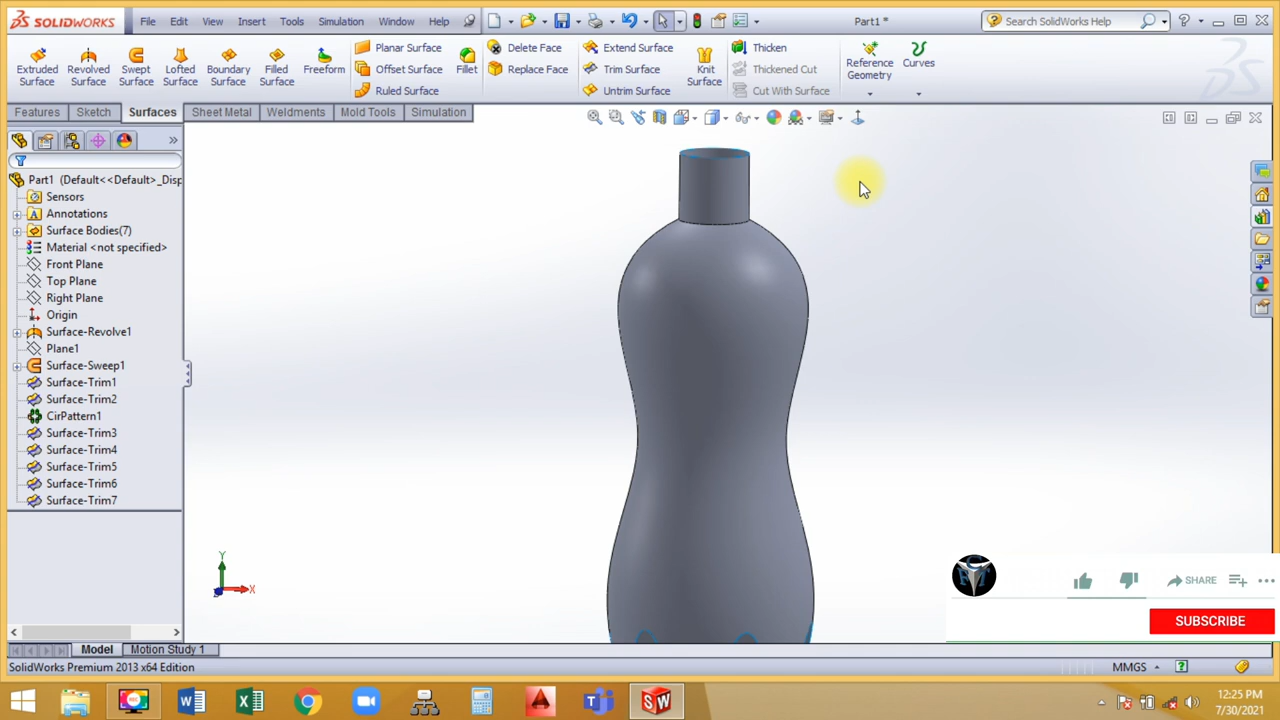 SOLIDWORKS File Edit View Insert Tools Simulation Window Help Part1 * Search SolidWorks Help
Extruded Surface
Revolved Surface
Swept Surface
Lofted Surface
Boundary Surface
Filled Surface
Freeform
Planar Surface
Offset Surface
Ruled Surface
Fillet
Delete Face
Replace Face
Extend Surface
Trim Surface
Untrim Surface
Knit Surface
Thicken
Thickened Cut
Cut With Surface
Reference Geometry
Curves
Features Sketch Surfaces Sheet Metal Weldments Mold Tools Simulation
Part1 (Default<<Default>_Disp
Sensors
Annotations
Surface Bodies(7)
Material <not specified>
Front Plane
Top Plane
Right Plane
Origin
Surface-Revolve1
Plane1
Surface-Sweep1
Surface-Trim1
Surface-Trim2
CirPattern1
Surface-Trim3
Surface-Trim4
Surface-Trim5
Surface-Trim6
Surface-Trim7
Y
X
Z
SHARE
SUBSCRIBE
Model Motion Study 1
SolidWorks Premium 2013 x64 Edition MMGS
12:25 PM
7/30/2021